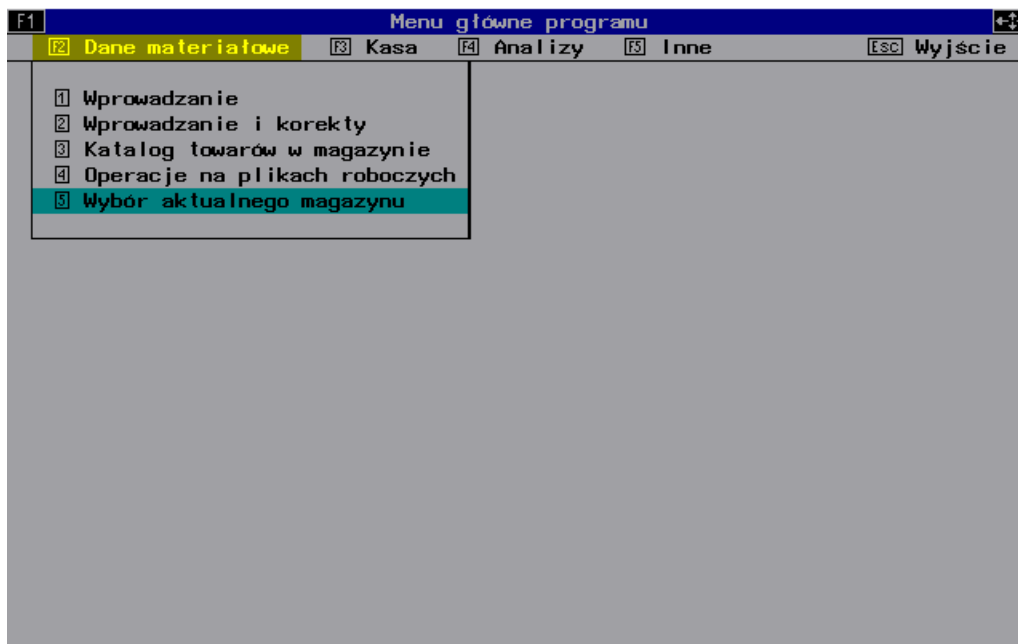 F1 Menu główne programu
F2 Dane materiałowe F3 Kasa F4 Analizy F5 Inne ESC Wyjście
1 Wprowadzanie
2 Wprowadzanie i korekty
3 Katalog towarów w magazynie
4 Operacje na plikach roboczych
5 Wybór aktualnego magazynu